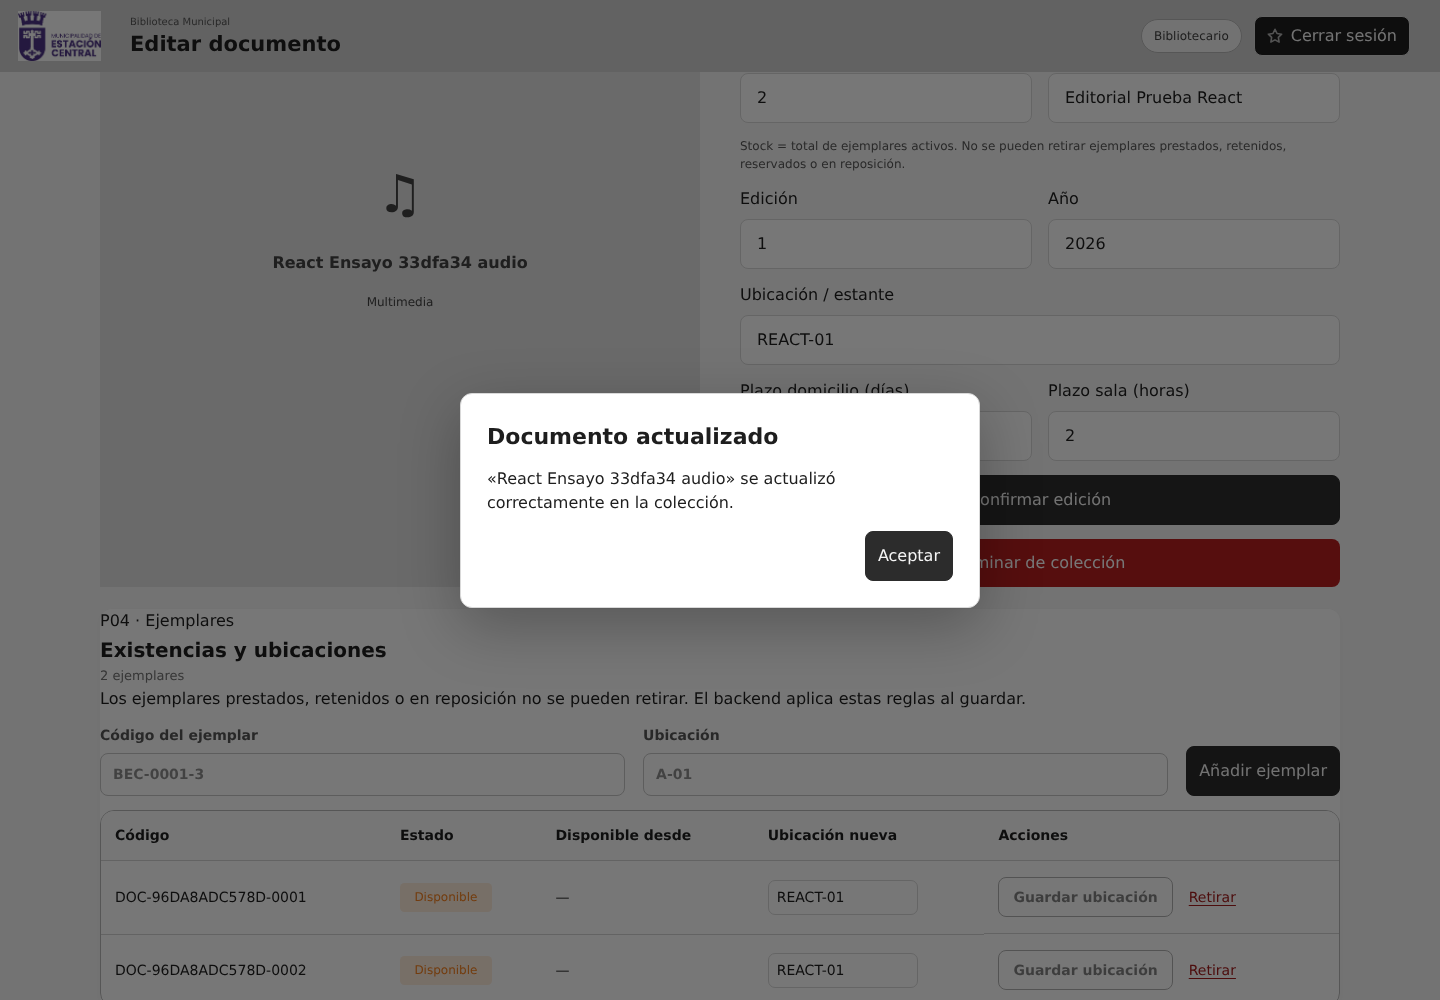 MUNICIPALIDAD DE
ESTACIÓN
CENTRAL
Biblioteca Municipal
Editar documento
Bibliotecario
Cerrar sesión
React Ensayo 33dfa34 audio
Multimedia
2
Editorial Prueba React
Stock = total de ejemplares activos. No se pueden retirar ejemplares prestados, retenidos,
reservados o en reposición.
Edición
Año
1
2026
Ubicación / estante
REACT-01
Plazo domicilio (días)
Plazo sala (horas)
2
onfirmar edición
minar de colección
Documento actualizado
«React Ensayo 33dfa34 audio» se actualizó
correctamente en la colección.
Aceptar
P04 · Ejemplares
Existencias y ubicaciones
2 ejemplares
Los ejemplares prestados, retenidos o en reposición no se pueden retirar. El backend aplica estas reglas al guardar.
Código del ejemplar
Ubicación
BEC-0001-3
A-01
Añadir ejemplar
Código
Estado
Disponible desde
Ubicación nueva
Acciones
DOC-96DA8ADC578D-0001
Disponible
—
REACT-01
Guardar ubicación
Retirar
DOC-96DA8ADC578D-0002
Disponible
—
REACT-01
Guardar ubicación
Retirar